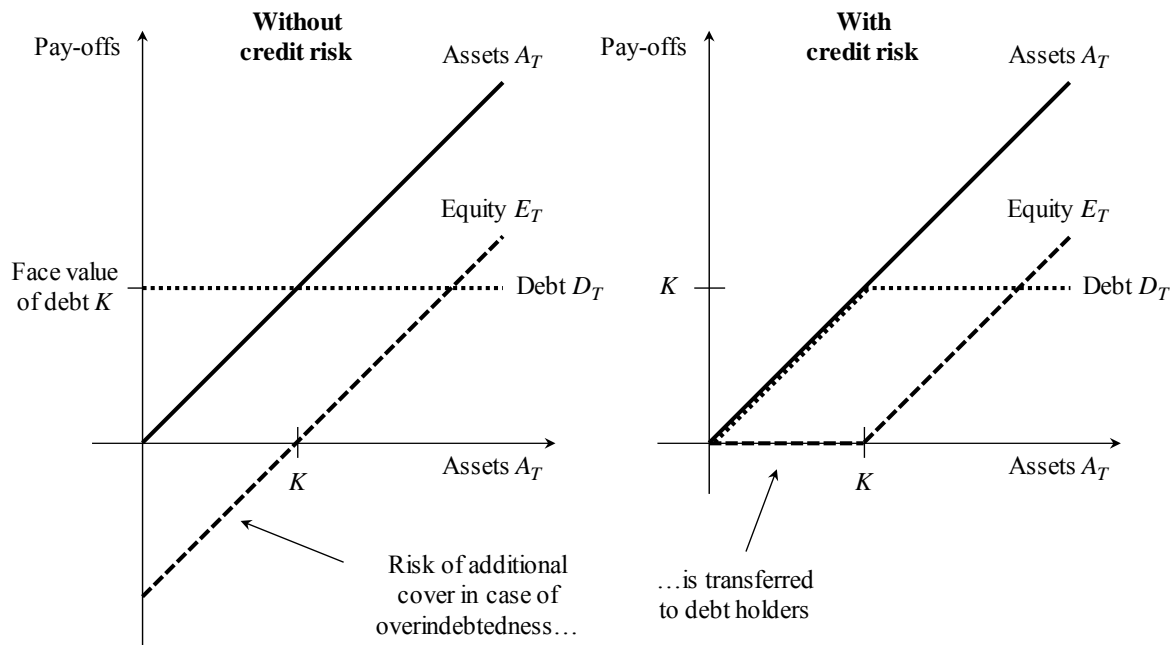 Without
credit risk
Pay-offs
Assets A_T
Equity E_T
Face value
of debt K
Debt D_T
K
Assets A_T
Risk of additional
cover in case of
overindebtedness…
With
credit risk
Pay-offs
Assets A_T
Equity E_T
K
Debt D_T
K
Assets A_T
…is transferred
to debt holders